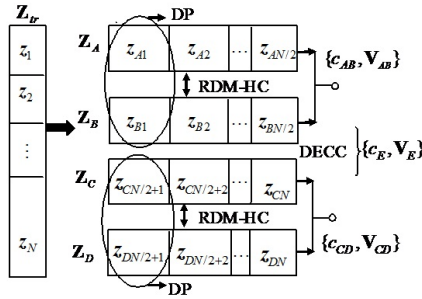 Z_tr
z_1
z_2
⋮
z_N
DP
Z_A z_A1 z_A2 ⋯ z_AN/2
{c_AB, V_AB}
RDM-HC
Z_B z_B1 z_B2 ⋯ z_BN/2
DECC {c_E, V_E}
Z_C z_CN/2+1 z_CN/2+2 ⋯ z_CN
RDM-HC
{c_CD, V_CD}
Z_D z_DN/2+1 z_DN/2+2 ⋯ z_DN
DP